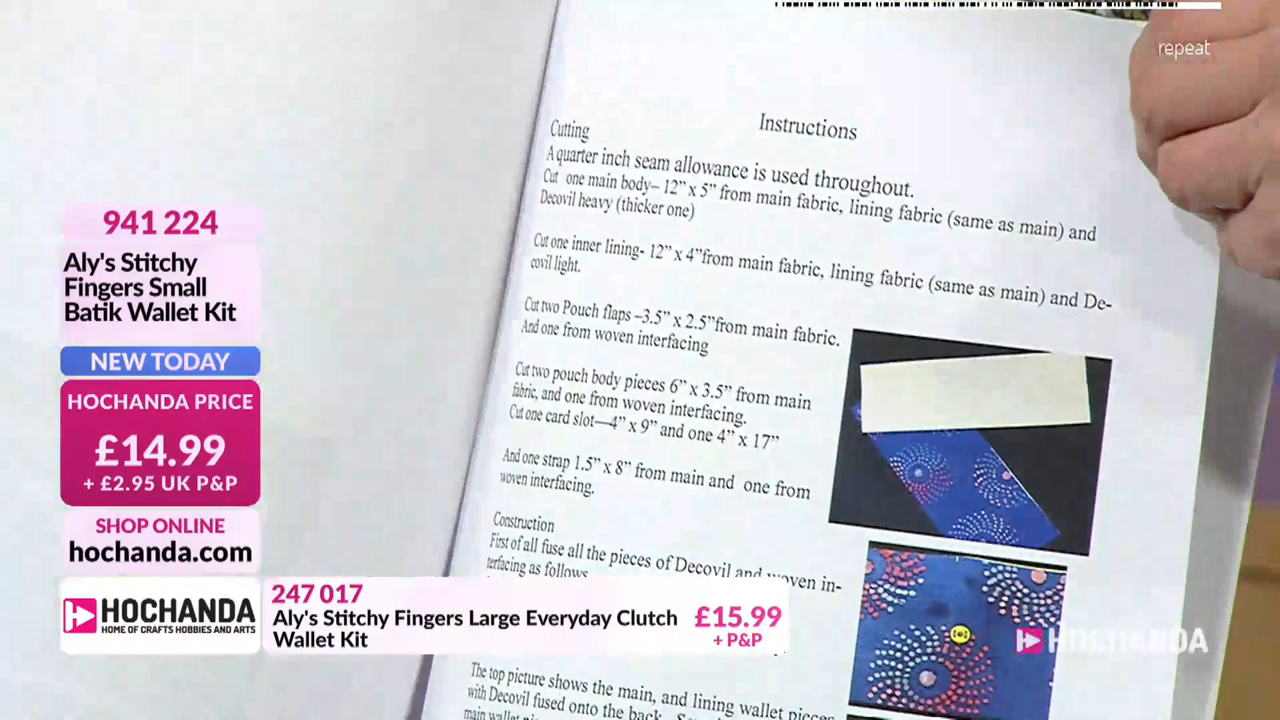 repeat
Instructions
Cutting
A quarter inch seam allowance is used throughout.
Cut one main body– 12” x 5” from main fabric, lining fabric (same as main) and
Decovil heavy (thicker one)
Cut one inner lining- 12” x 4”from main fabric, lining fabric (same as main) and De-
covil light.
Cut two Pouch flaps –3.5” x 2.5”from main fabric.
And one from woven interfacing
Cut two pouch body pieces 6” x 3.5” from main
fabric, and one from woven interfacing.
Cut one card slot—4” x 9” and one 4” x 17”
And one strap 1.5” x 8” from main and one from
woven interfacing.
Construction
First of all fuse all the pieces of Decovil and woven in-
terfacing as follows
The top picture shows the main, and lining wallet pieces
with Decovil fused onto the back.
main wallet
941 224
Aly's Stitchy
Fingers Small
Batik Wallet Kit
NEW TODAY
HOCHANDA PRICE
£14.99
+ £2.95 UK P&P
SHOP ONLINE
hochanda.com
HOCHANDA
HOME OF CRAFTS HOBBIES AND ARTS
247 017
Aly's Stitchy Fingers Large Everyday Clutch
Wallet Kit
£15.99
+ P&P
HOCHANDA